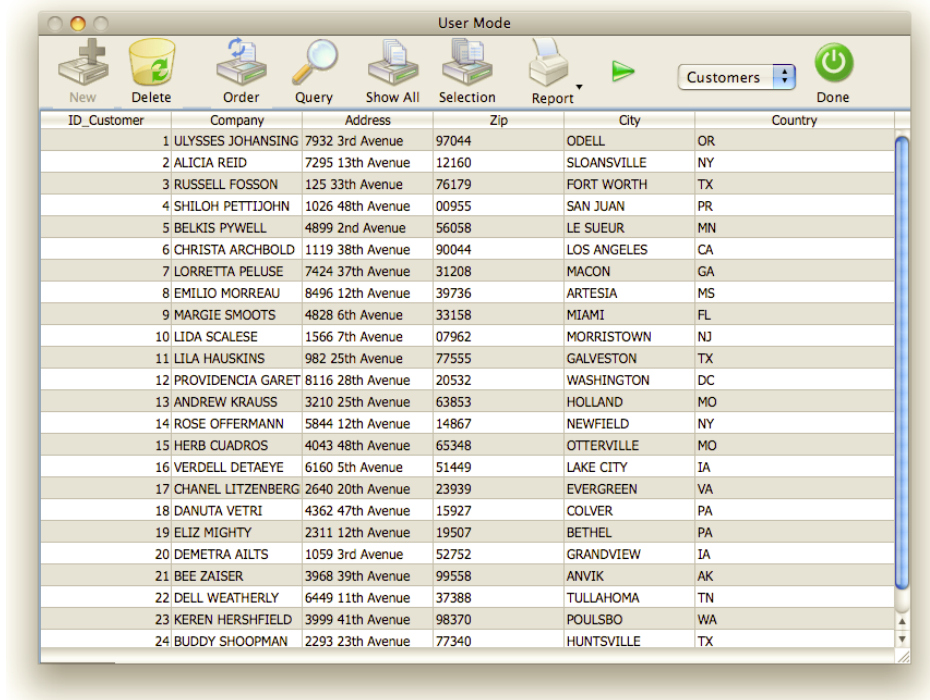 User Mode
New Delete Order Query Show All Selection Report Customers Done
ID_Customer Company Address Zip City Country
1 ULYSSES JOHANSING 7932 3rd Avenue 97044 ODELL OR
2 ALICIA REID 7295 13th Avenue 12160 SLOANSVILLE NY
3 RUSSELL FOSSON 125 33th Avenue 76179 FORT WORTH TX
4 SHILOH PETTIJOHN 1026 48th Avenue 00955 SAN JUAN PR
5 BELKIS PYWELL 4899 2nd Avenue 56058 LE SUEUR MN
6 CHRISTA ARCHBOLD 1119 38th Avenue 90044 LOS ANGELES CA
7 LORRETTA PELUSE 7424 37th Avenue 31208 MACON GA
8 EMILIO MORREAU 8496 12th Avenue 39736 ARTESIA MS
9 MARGIE SMOOTS 4828 6th Avenue 33158 MIAMI FL
10 LIDA SCALESE 1566 7th Avenue 07962 MORRISTOWN NJ
11 LILA HAUSKINS 982 25th Avenue 77555 GALVESTON TX
12 PROVIDENCIA GARET 8116 28th Avenue 20532 WASHINGTON DC
13 ANDREW KRAUSS 3210 25th Avenue 63853 HOLLAND MO
14 ROSE OFFERMANN 5844 12th Avenue 14867 NEWFIELD NY
15 HERB CUADROS 4043 48th Avenue 65348 OTTERVILLE MO
16 VERDELL DETAEYE 6160 5th Avenue 51449 LAKE CITY IA
17 CHANEL LITZENBERG 2640 20th Avenue 23939 EVERGREEN VA
18 DANUTA VETRI 4362 47th Avenue 15927 COLVER PA
19 ELIZ MIGHTY 2311 12th Avenue 19507 BETHEL PA
20 DEMETRA AILTS 1059 3rd Avenue 52752 GRANDVIEW IA
21 BEE ZAISER 3968 39th Avenue 99558 ANVIK AK
22 DELL WEATHERLY 6449 11th Avenue 37388 TULLAHOMA TN
23 KEREN HERSHFIELD 3999 41th Avenue 98370 POULSBO WA
24 BUDDY SHOOPMAN 2293 23th Avenue 77340 HUNTSVILLE TX